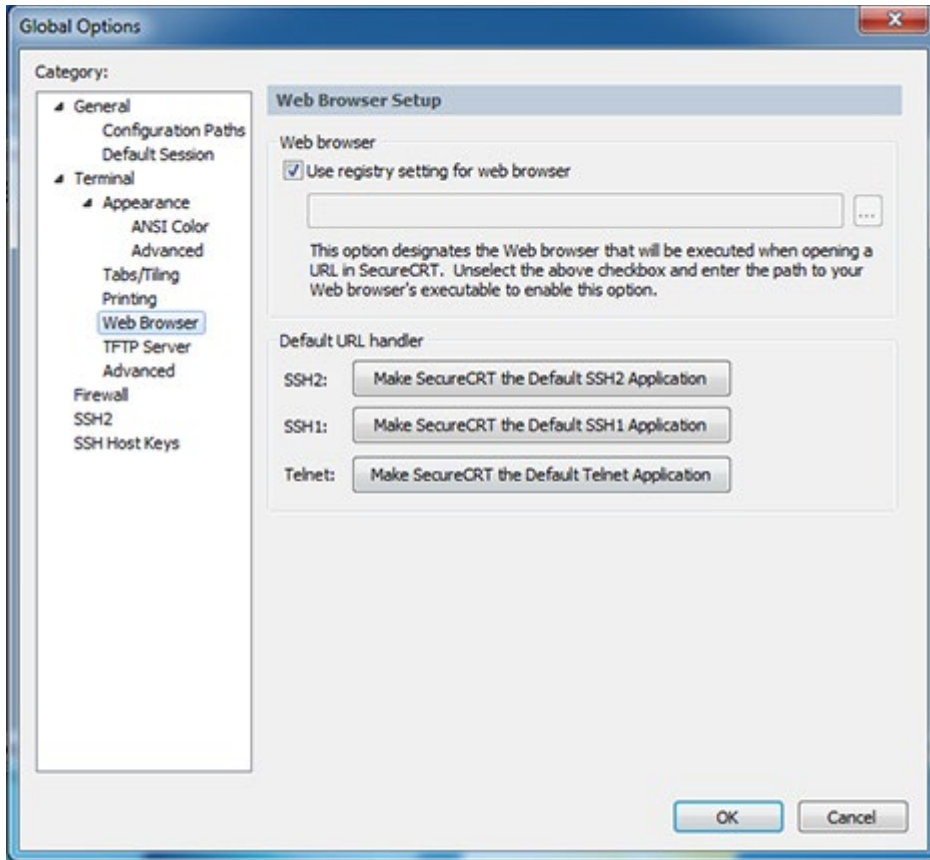 Global Options
Category:
General
Configuration Paths
Default Session
Terminal
Appearance
ANSI Color
Advanced
Tabs/Tiling
Printing
Web Browser
TFTP Server
Advanced
Firewall
SSH2
SSH Host Keys
Web Browser Setup
Web browser
Use registry setting for web browser
...
This option designates the Web browser that will be executed when opening a
URL in SecureCRT. Unselect the above checkbox and enter the path to your
Web browser's executable to enable this option.
Default URL handler
SSH2: Make SecureCRT the Default SSH2 Application
SSH1: Make SecureCRT the Default SSH1 Application
Telnet: Make SecureCRT the Default Telnet Application
OK Cancel